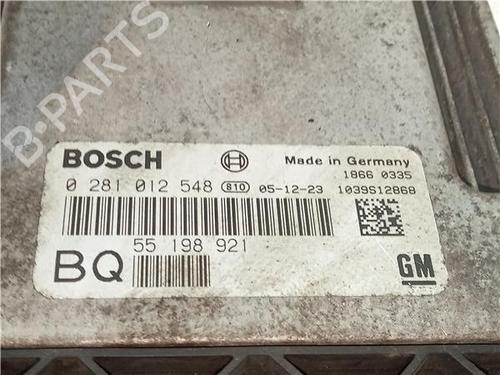 B-PARTS
BOSCH Made in Germany
1866 0335
0 281 012 548 810 05-12-23 1039S12868
55 198 921
BQ
GM